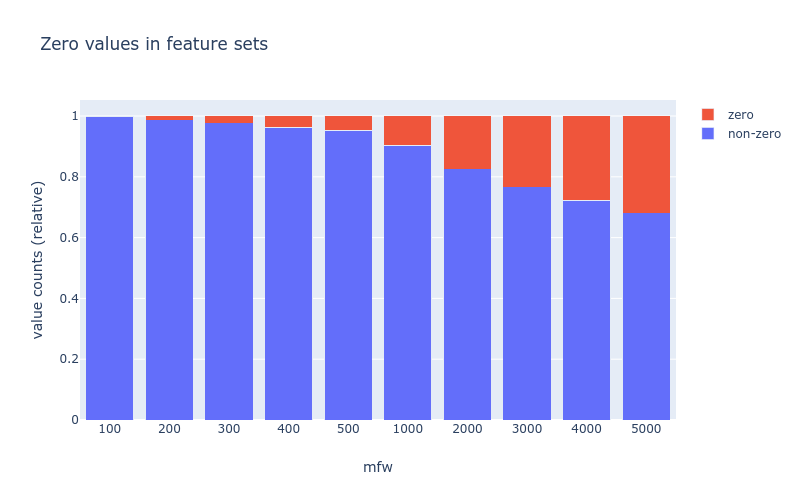 Zero values in feature sets
zero
non-zero
value counts (relative)
1
0.8
0.6
0.4
0.2
0
100 200 300 400 500 1000 2000 3000 4000 5000
mfw